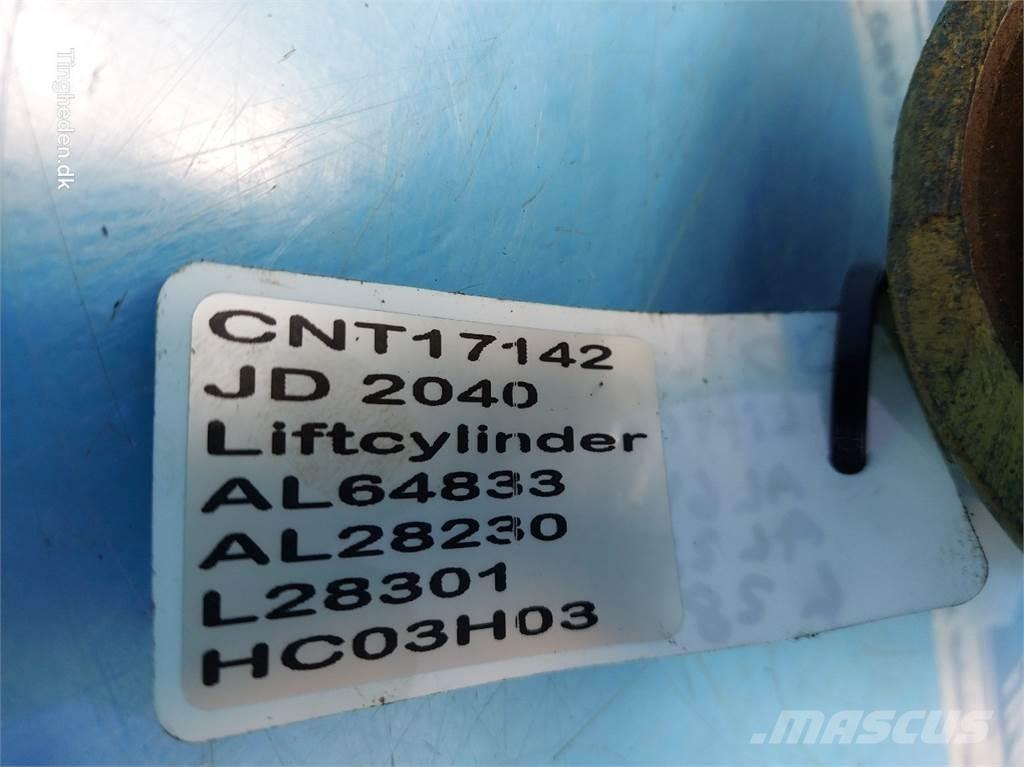 Tingheden.dk
CNT17142
JD 2040
Liftcylinder
AL64833
AL28230
L28301
HC03H03
MASCUS